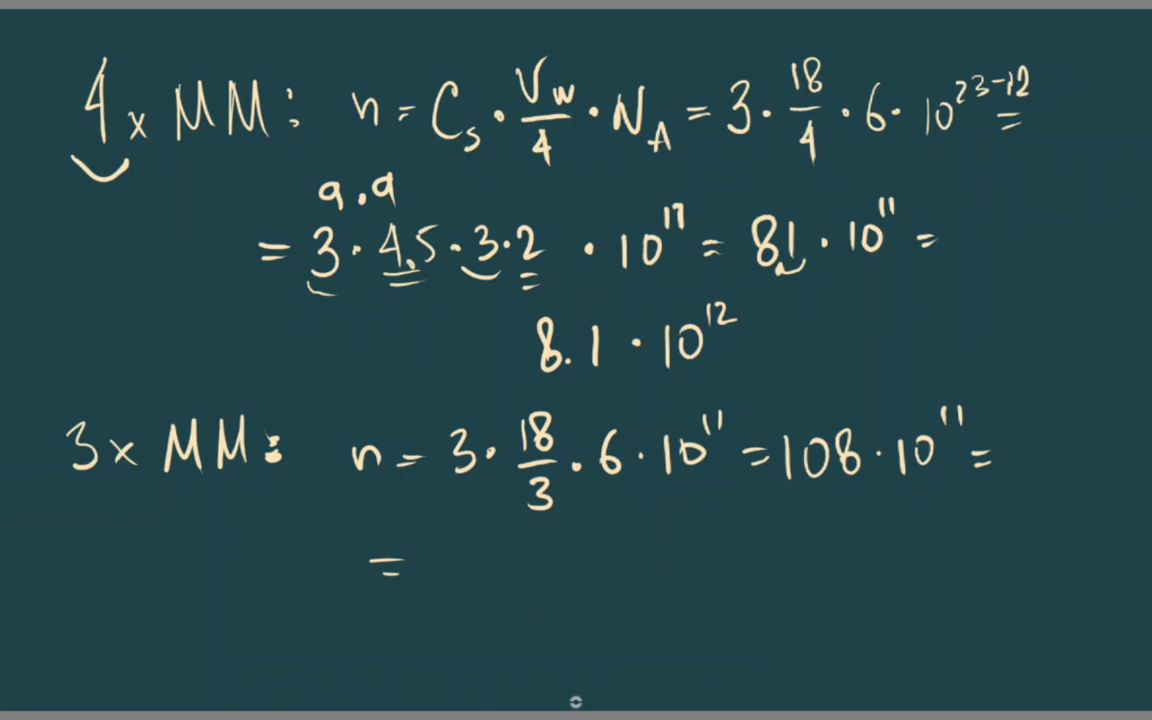 4 x MM: n = C_s · V_w/4 · N_A = 3 · 18/4 · 6 · 10^23-12 =
9 . 9
= 3 · 4.5 · 3 · 2 · 10^11 = 81 · 10^11 =
8.1 · 10^12
3 x MM: n = 3 · 18/3 · 6 · 10^11 = 108 · 10^11 =
=